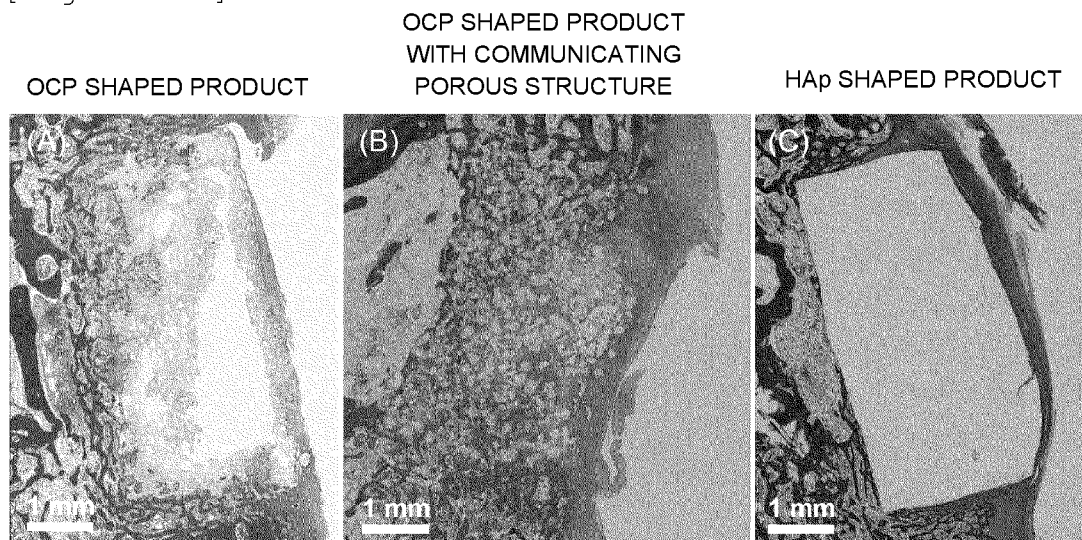 OCP SHAPED PRODUCT
OCP SHAPED PRODUCT
WITH COMMUNICATING
POROUS STRUCTURE
HAp SHAPED PRODUCT
(A)
(B)
(C)
1 mm
1 mm
1 mm